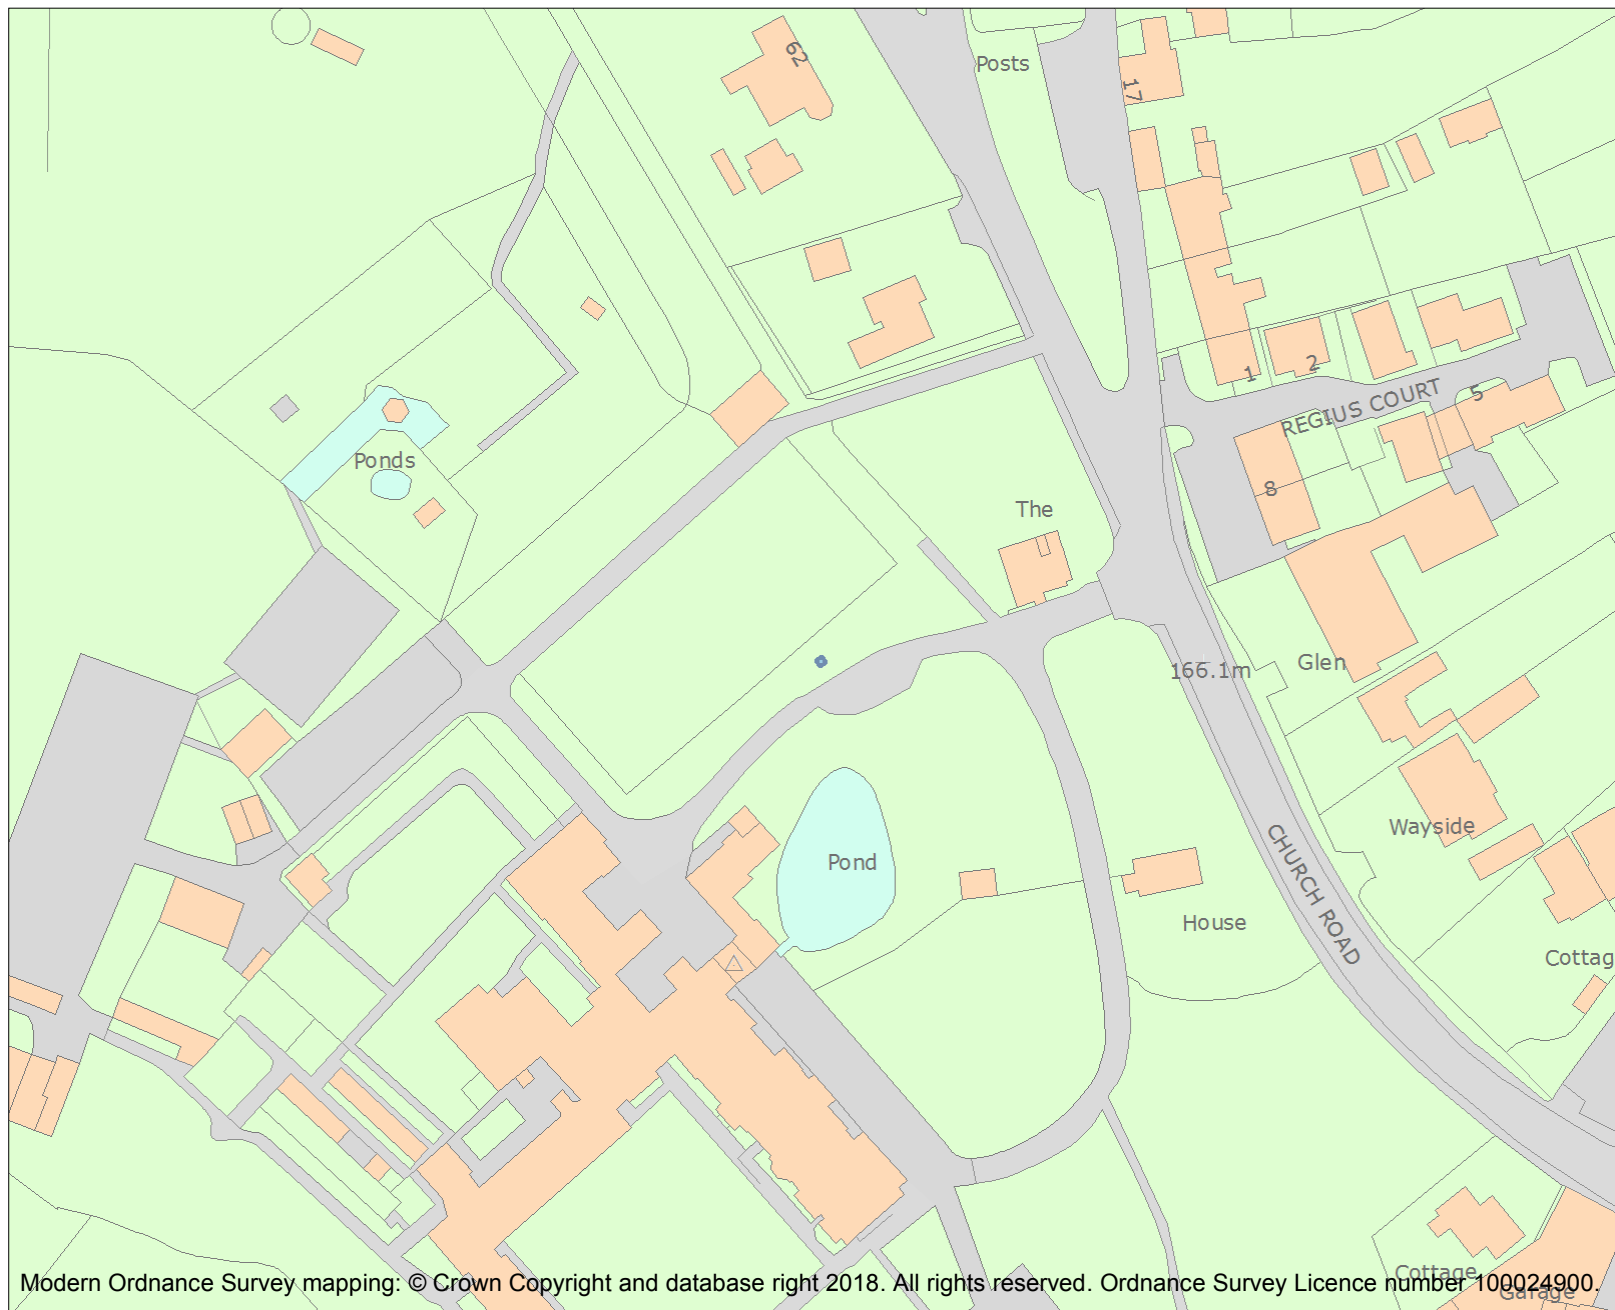 62
Posts
17
1
2
REGIUS COURT
5
8
Ponds
The
166.1m
Glen
Wayside
Pond
House
CHURCH ROAD
Cottag
Cottage
Garage
Modern Ordnance Survey mapping: © Crown Copyright and database right 2018. All rights reserved. Ordnance Survey Licence number 100024900.